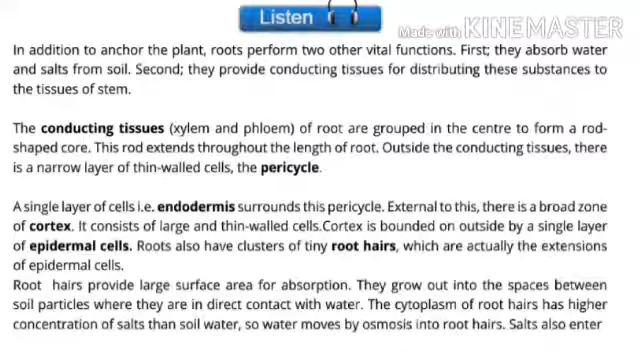 Listen
Made with KINEMASTER
In addition to anchor the plant, roots perform two other vital functions. First; they absorb water
and salts from soil. Second; they provide conducting tissues for distributing these substances to
the tissues of stem.
The conducting tissues (xylem and phloem) of root are grouped in the centre to form a rod-
shaped core. This rod extends throughout the length of root. Outside the conducting tissues, there
is a narrow layer of thin-walled cells, the pericycle.
A single layer of cells i.e. endodermis surrounds this pericycle. External to this, there is a broad zone
of cortex. It consists of large and thin-walled cells.Cortex is bounded on outside by a single layer
of epidermal cells. Roots also have clusters of tiny root hairs, which are actually the extensions
of epidermal cells.
Root hairs provide large surface area for absorption. They grow out into the spaces between
soil particles where they are in direct contact with water. The cytoplasm of root hairs has higher
concentration of salts than soil water, so water moves by osmosis into root hairs. Salts also enter